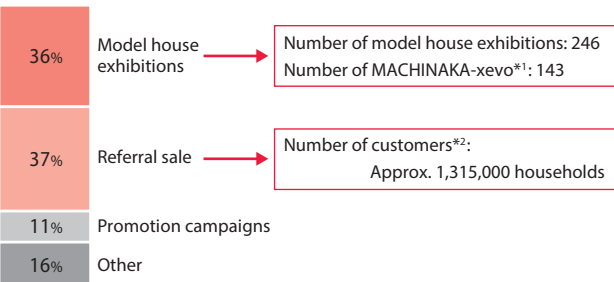 36%
Model house
exhibitions
Number of model house exhibitions: 246
Number of MACHINAKA-xevo*1: 143
37%
Referral sale
Number of customers*2:
Approx. 1,315,000 households
11%
Promotion campaigns
16%
Other